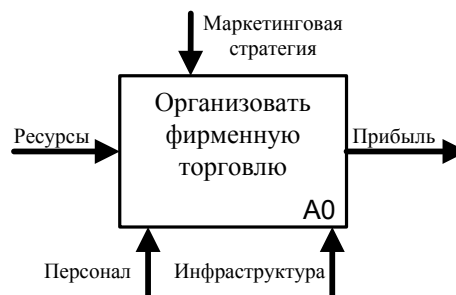 Маркетинговая
стратегия
Организовать
фирменную
торговлю
Ресурсы
Прибыль
A0
Персонал
Инфраструктура